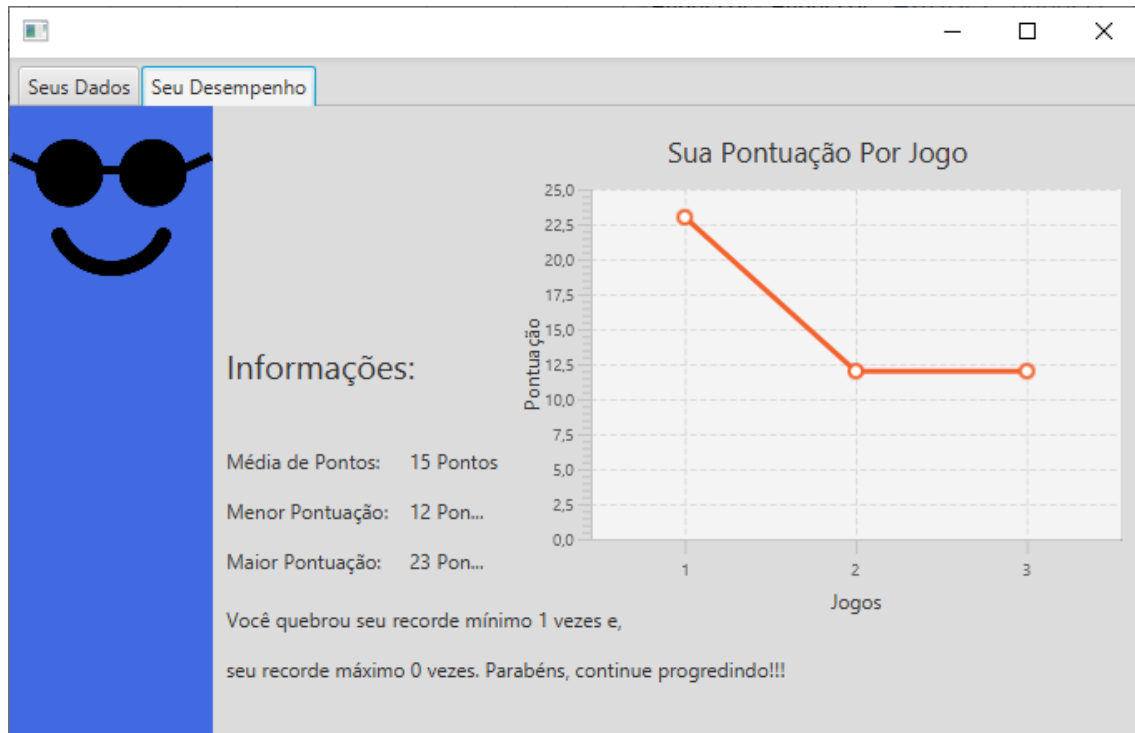 Seus Dados Seu Desempenho
Sua Pontuação Por Jogo
25,0
22,5
20,0
17,5
15,0
12,5
10,0
7,5
5,0
2,5
0,0
Pontuação
1 2 3
Jogos
Informações:
Média de Pontos: 15 Pontos
Menor Pontuação: 12 Pon...
Maior Pontuação: 23 Pon...
Você quebrou seu recorde mínimo 1 vezes e,
seu recorde máximo 0 vezes. Parabéns, continue progredindo!!!